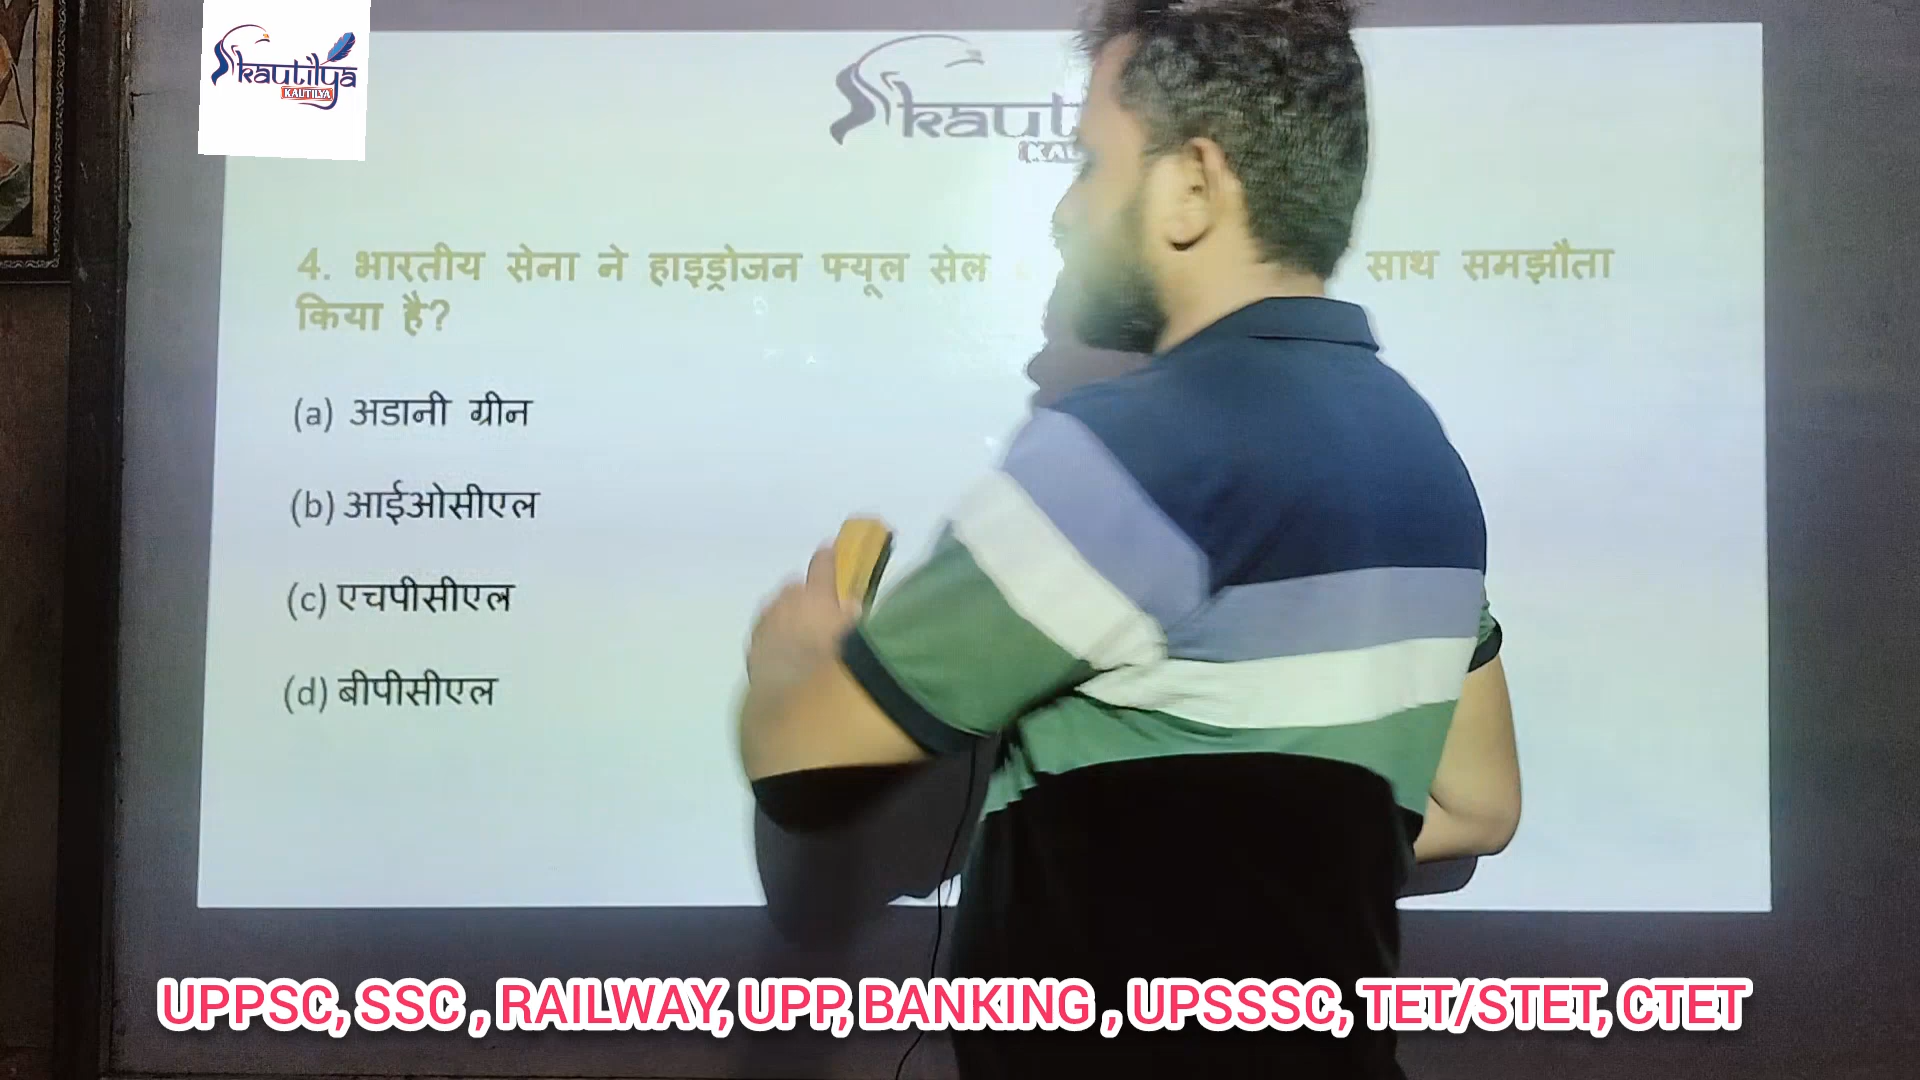 kautilya
KAUTILYA
4. भारतीय सेना ने हाइड्रोजन फ्यूल सेल साथ समझौता
किया है?
(a) अडानी ग्रीन
(b) आईओसीएल
(c) एचपीसीएल
(d) बीपीसीएल
UPPSC, SSC , RAILWAY, UPP, BANKING , UPSSSC, TET/STET, CTET